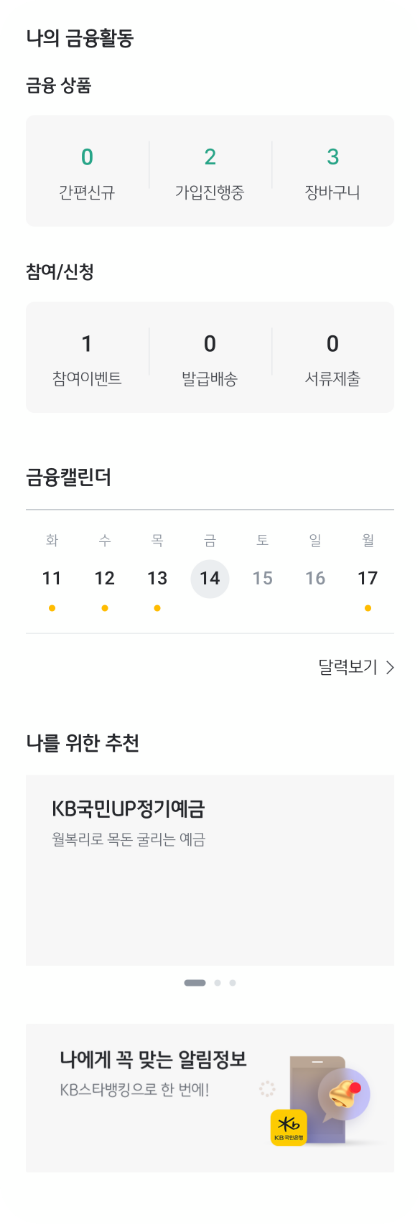 나의 금융활동
금융 상품
0 2 3
간편신규 가입진행중 장바구니
참여/신청
1 0 0
참여이벤트 발급배송 서류제출
금융캘린더
화 수 목 금 토 일 월
11 12 13 14 15 16 17
달력보기
나를 위한 추천
KB국민UP정기예금
월복리로 목돈 굴리는 예금
나에게 꼭 맞는 알림정보
KB스타뱅킹으로 한 번에!
KB국민은행